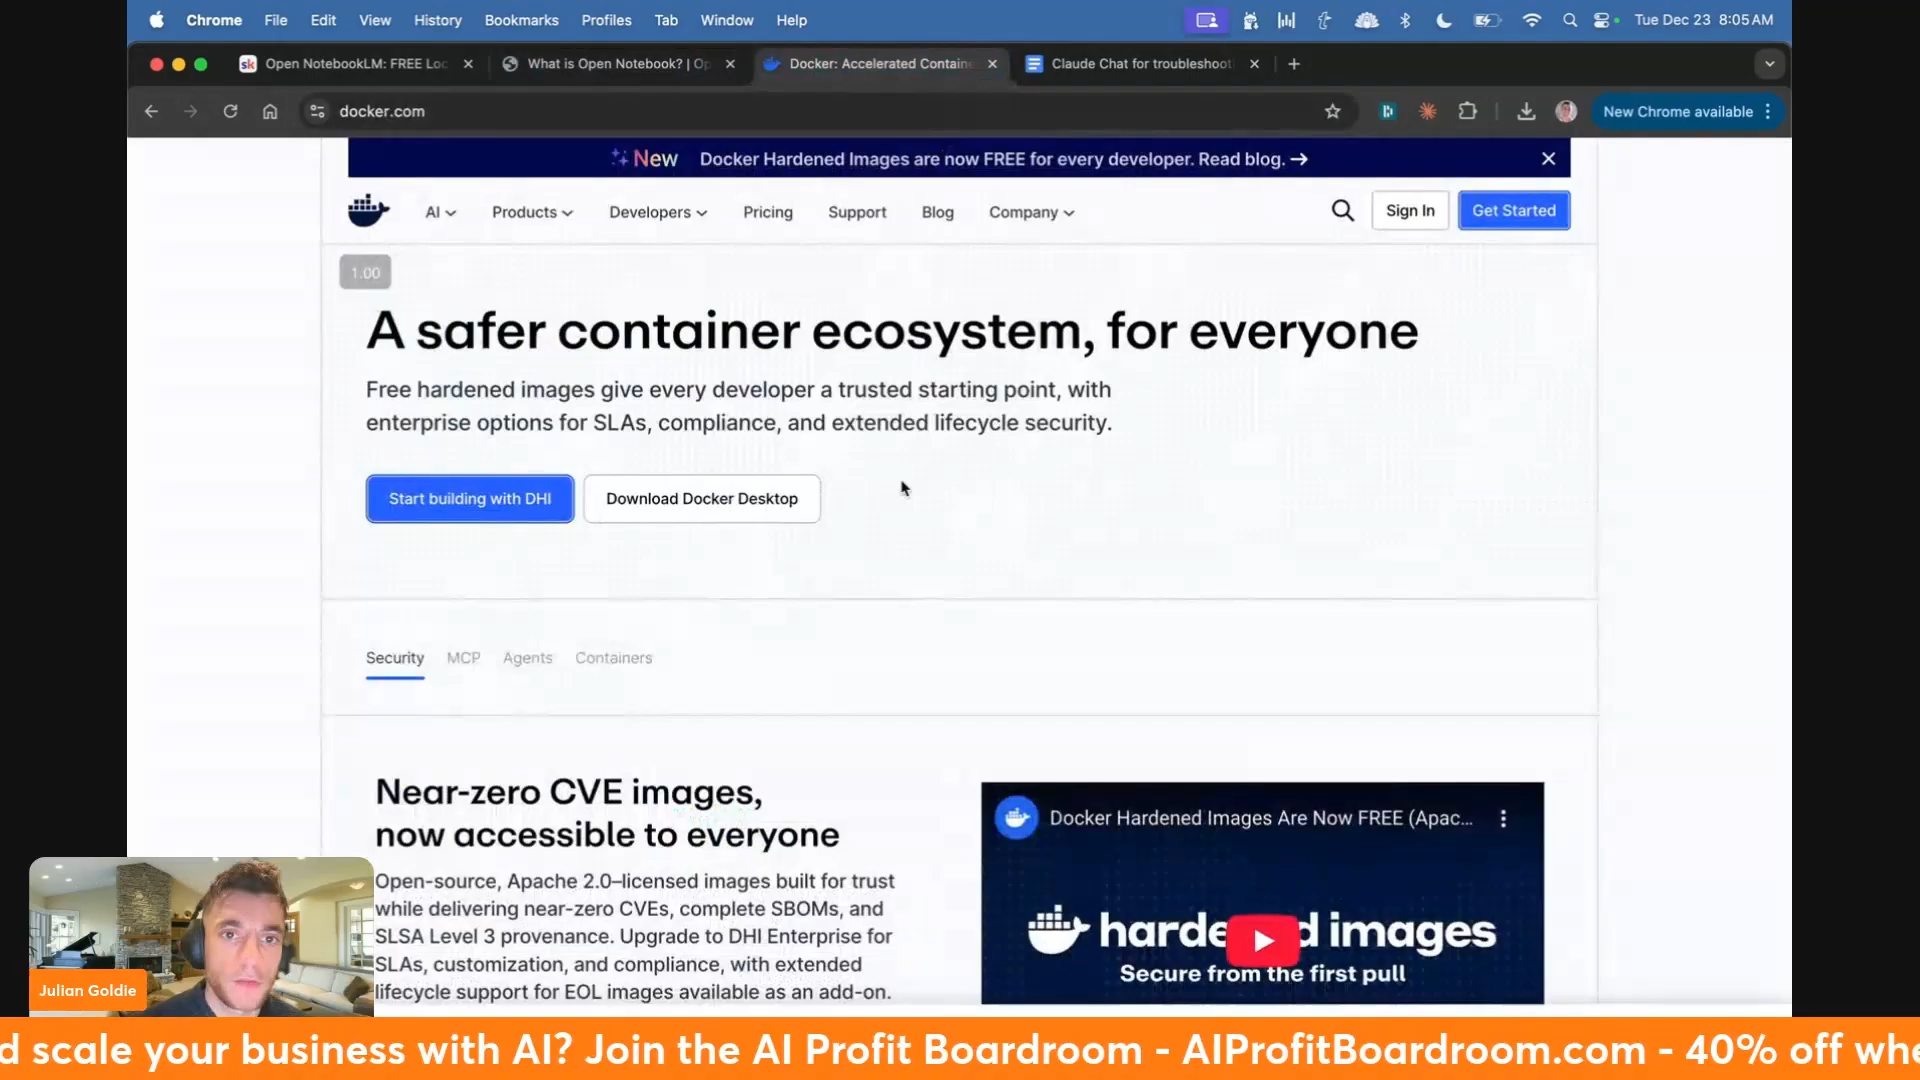 Chrome File Edit View History Bookmarks Profiles Tab Window Help Tue Dec 23 8:05 AM
Open NotebookLM: FREE Loc What is Open Notebook? | Op Docker: Accelerated Contain Claude Chat for troubleshoot
docker.com New Chrome available
New Docker Hardened Images are now FREE for every developer. Read blog. →
AI Products Developers Pricing Support Blog Company Sign In Get Started
1.00
A safer container ecosystem, for everyone
Free hardened images give every developer a trusted starting point, with
enterprise options for SLAs, compliance, and extended lifecycle security.
Start building with DHI Download Docker Desktop
Security MCP Agents Containers
Near-zero CVE images,
now accessible to everyone
Open-source, Apache 2.0–licensed images built for trust
while delivering near-zero CVEs, complete SBOMs, and
SLSA Level 3 provenance. Upgrade to DHI Enterprise for
SLAs, customization, and compliance, with extended
lifecycle support for EOL images available as an add-on.
Docker Hardened Images Are Now FREE (Apac...
harde d images
Secure from the first pull
Julian Goldie
d scale your business with AI? Join the AI Profit Boardroom - AIProfitBoardroom.com - 40% off whe